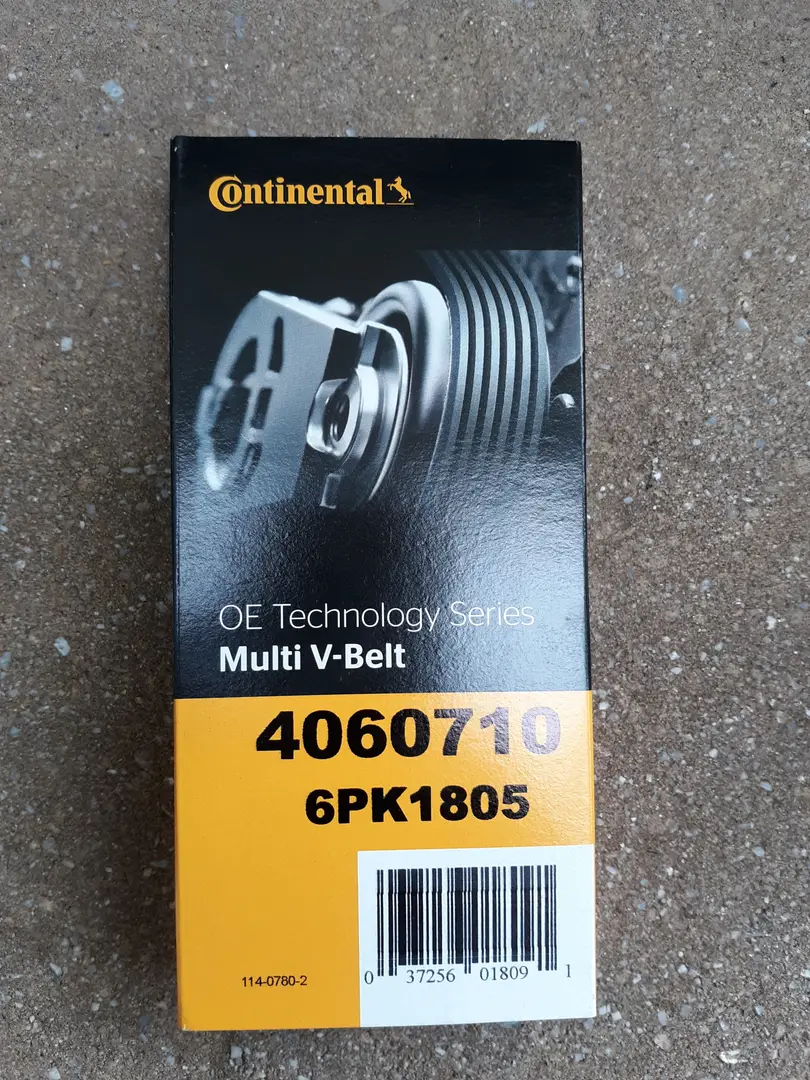 Continental
OE Technology Series
Multi V-Belt
4060710
6PK1805
114-0780-2
0 37256 01809 1